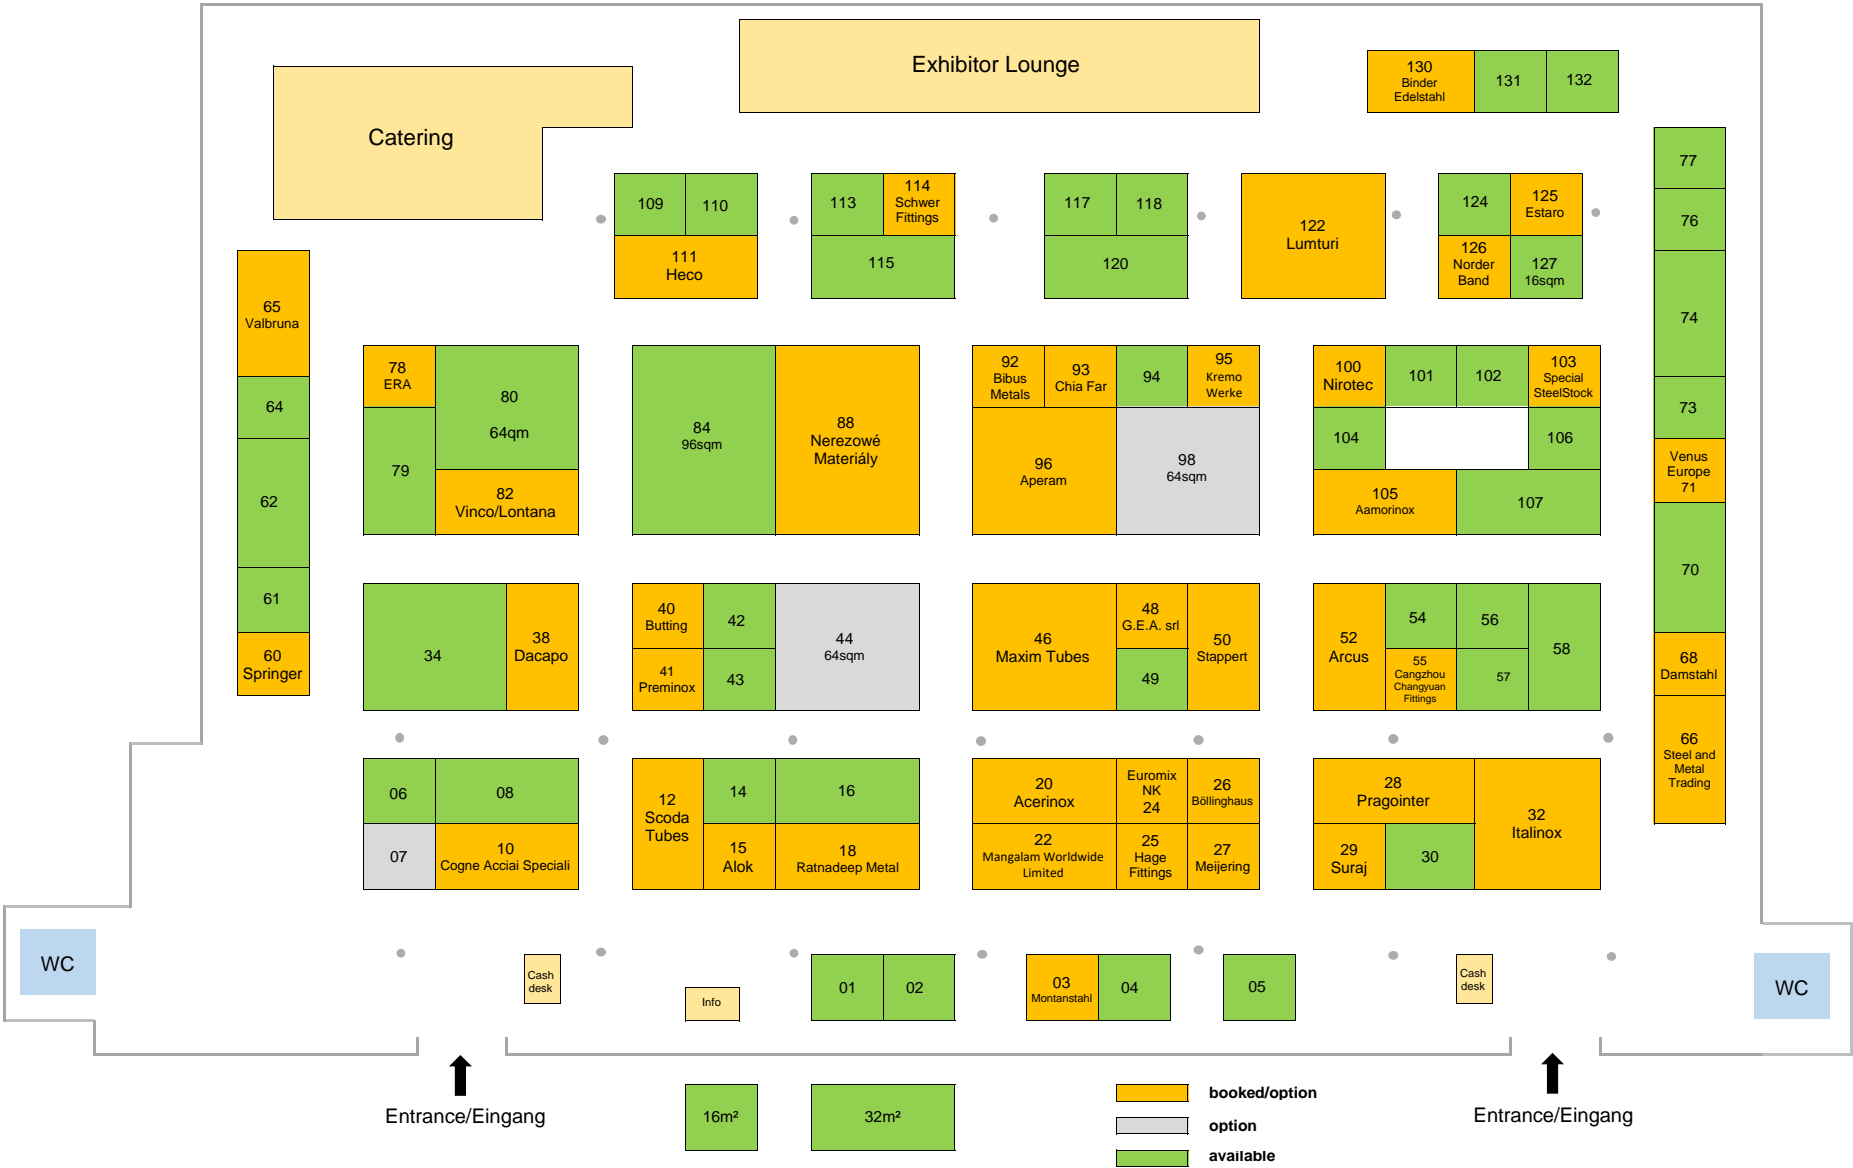 Exhibitor Lounge
Catering
130
Binder
Edelstahl
131
132
77
76
74
73
Venus
Europe
71
70
68
Damstahl
66
Steel and
Metal
Trading
109
110
111
Heco
113
114
Schwer
Fittings
115
117
118
120
122
Lumturi
124
125
Estaro
126
Norder
Band
127
16sqm
65
Valbruna
64
62
61
60
Springer
78
ERA
79
80
64qm
82
Vinco/Lontana
84
96sqm
88
Nerezowé
Materiály
92
Bibus
Metals
93
Chia Far
94
95
Kremo
Werke
96
Aperam
98
64sqm
100
Nirotec
101
102
103
Special
SteelStock
104
106
105
Aamorinox
107
34
38
Dacapo
40
Butting
42
41
Preminox
43
44
64sqm
46
Maxim Tubes
48
G.E.A. srl
49
50
Stappert
52
Arcus
54
56
55
Cangzhou
Changyuan
Fittings
57
58
06
08
07
10
Cogne Acciai Speciali
12
Scoda
Tubes
14
16
15
Alok
18
Ratnadeep Metal
20
Acerinox
Euromix
NK
24
26
Böllinghaus
22
Mangalam Worldwide
Limited
25
Hage
Fittings
27
Meijering
28
Pragointer
29
Suraj
30
32
Italinox
WC
Cash
desk
Info
01
02
03
Montanstahl
04
05
Cash
desk
WC
Entrance/Eingang
16m²
32m²
booked/option
option
available
Entrance/Eingang